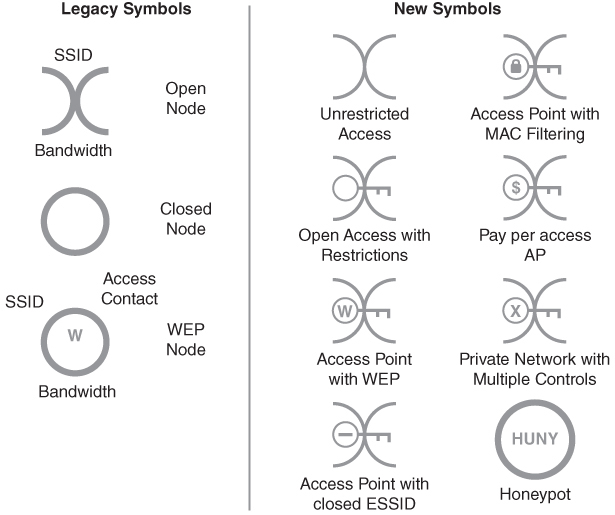 Legacy Symbols
SSID
Open
Node
Bandwidth
Closed
Node
Access
Contact
SSID
W
WEP
Node
Bandwidth
New Symbols
Unrestricted
Access
Access Point with
MAC Filtering
Open Access with
Restrictions
$
Pay per access
AP
W
Access Point
with WEP
X
Private Network with
Multiple Controls
Access Point with
closed ESSID
HUNY
Honeypot